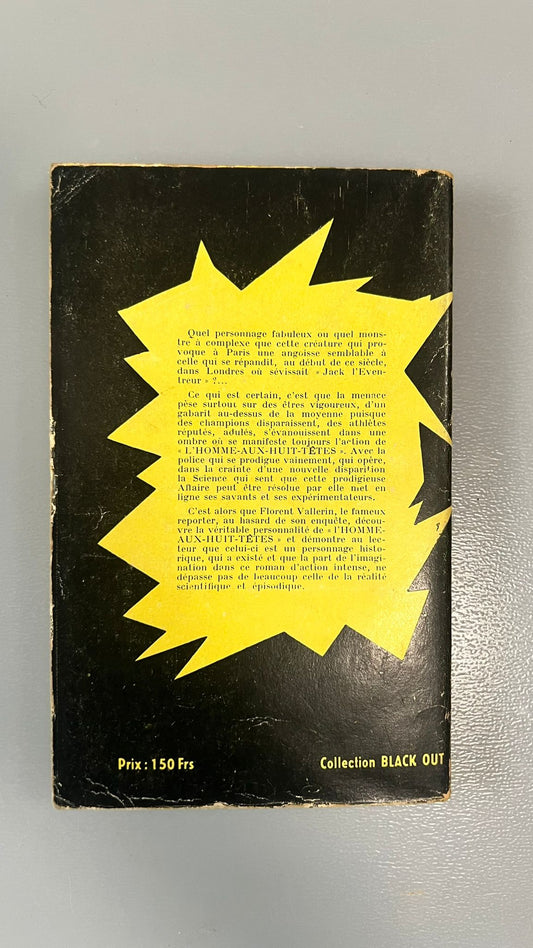 Quel personnage fabuleux ou quel mons-
tre à complexe que cette créature qui pro-
voque à Paris une angoisse semblable à
celle qui se répandit, au début de ce siècle,
dans Londres où sévissait « Jack l'Even-
treur » ?...
Ce qui est certain, c'est que la menace
pèse surtout sur des êtres vigoureux, d'un
gabarit au-dessus de la moyenne puisque
des champions disparaissent, des athlètes
réputés, adulés, s'évanouissent dans une
ombre où se manifeste toujours l'action de
« L'HOMME-AUX-HUIT-TÊTES ». Avec la
police qui se prodigue vainement, qui opère,
dans la crainte d'une nouvelle disparition
la Science qui sent que cette prodigieuse
Affaire peut être résolue par elle met en
ligne ses savants et ses expérimentateurs.
C'est alors que Florent Vallerin, le fameux
reporter, au hasard de son enquête, décou-
vre la véritable personnalité de « l'HOMME-
AUX-HUIT-TÊTES » et démontre au lec-
teur que celui-ci est un personnage histo-
rique, qui a existé et que la part de l'imagi-
nation dans ce roman d'action intense, ne
dépasse pas de beaucoup celle de la réalité
scientifique et épisodique.
Prix : 150 Frs
Collection BLACK OUT